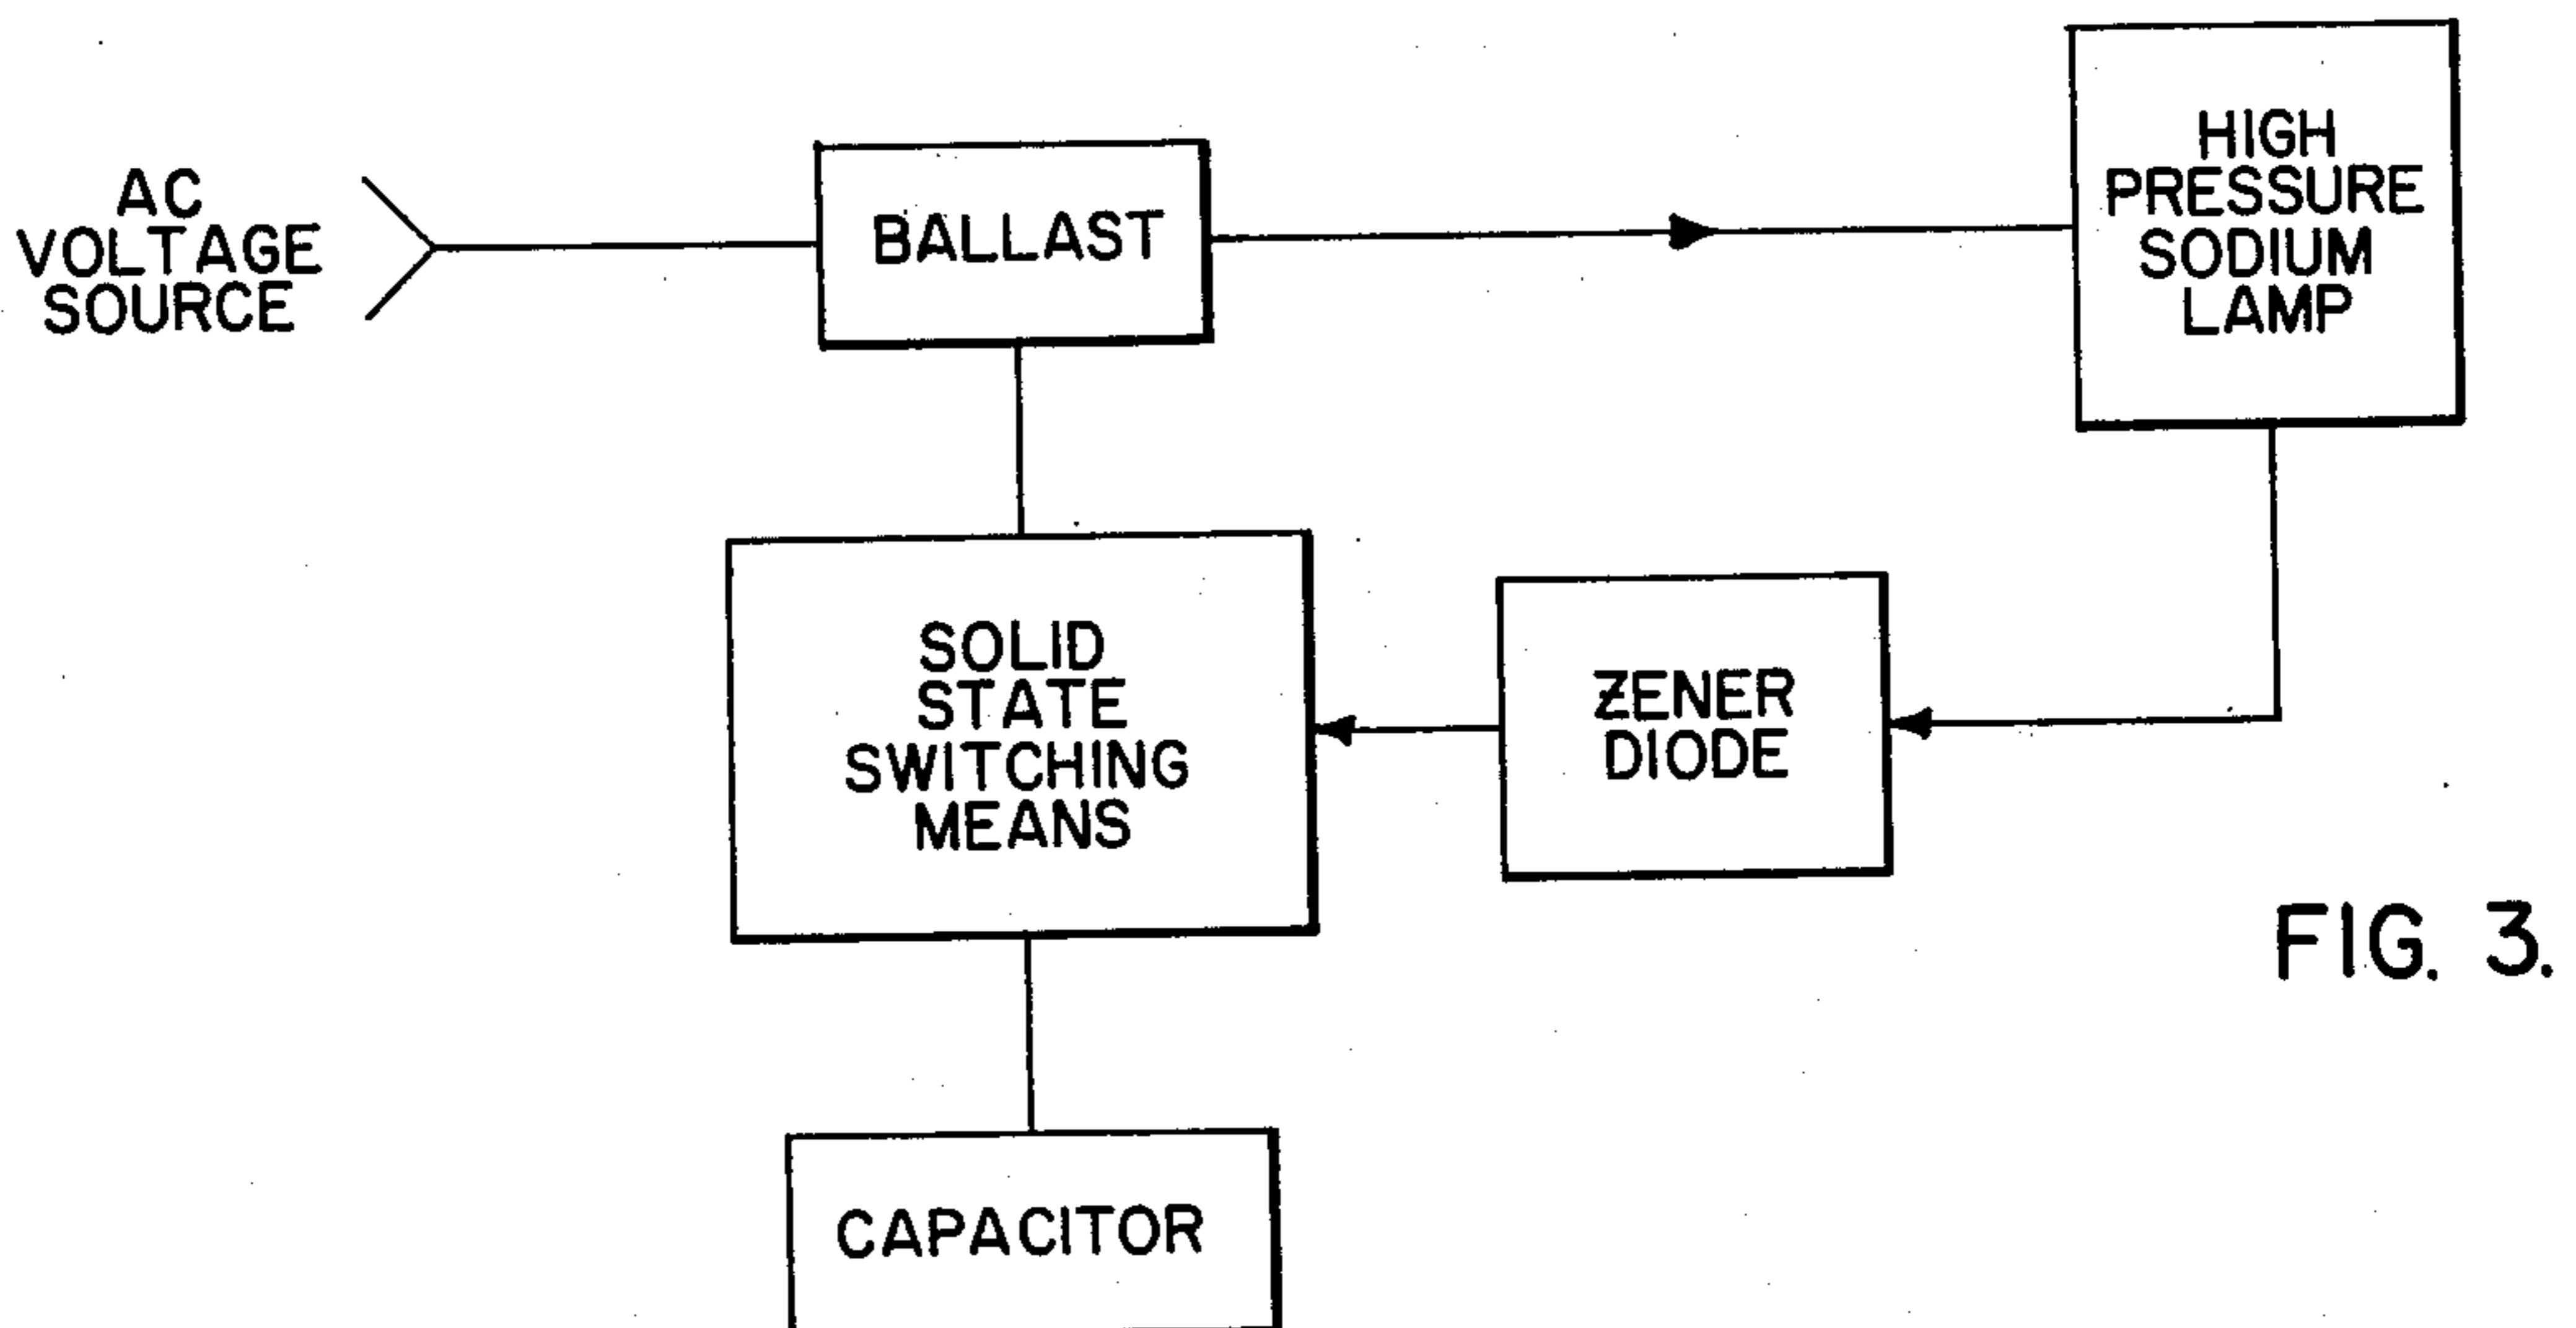 AC
VOLTAGE
SOURCE
BALLAST
HIGH
PRESSURE
SODIUM
LAMP
SOLID
STATE
SWITCHING
MEANS
ZENER
DIODE
FIG. 3.
CAPACITOR